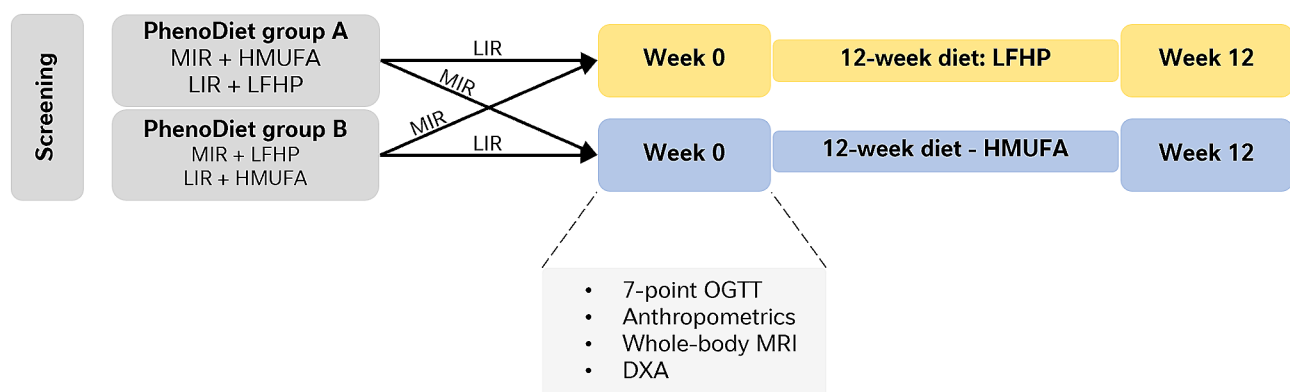 Screening
PhenoDiet group A
MIR + HMUFA
LIR + LFHP
PhenoDiet group B
MIR + LFHP
LIR + HMUFA
LIR
MIR
MIR
LIR
Week 0
12-week diet: LFHP
Week 12
Week 0
12-week diet - HMUFA
Week 12
• 7-point OGTT
• Anthropometrics
• Whole-body MRI
• DXA